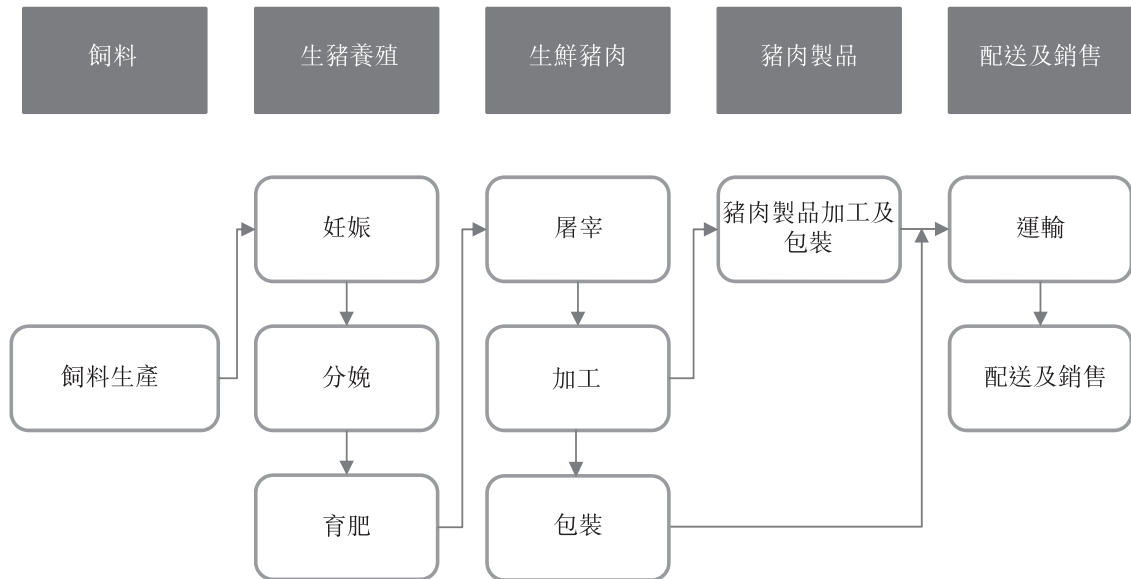 飼料
生豬養殖
生鮮豬肉
豬肉製品
配送及銷售
妊娠
屠宰
豬肉製品加工及
包裝
運輸
飼料生產
分娩
加工
配送及銷售
育肥
包裝